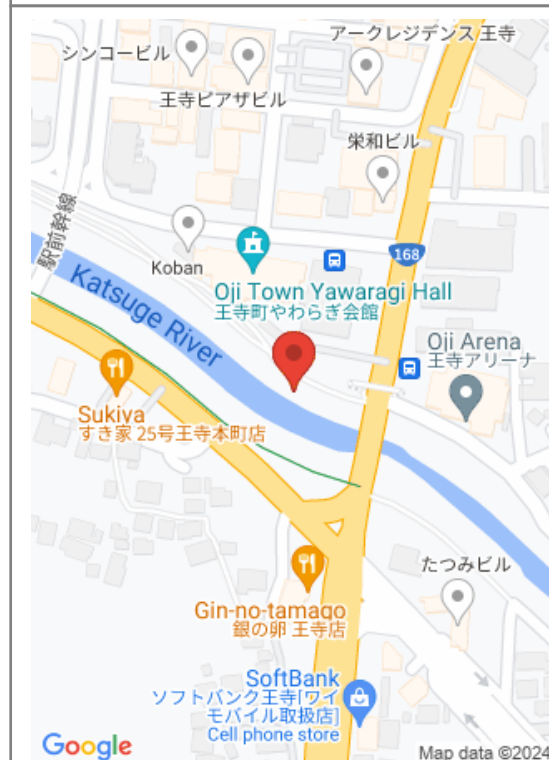 アークレジデンス 王寺
シンコービル
王寺ピアザビル
栄和ビル
駅前幹線
168
Koban
Oji Town Yawaragi Hall
王寺町やわらぎ会館
Katsuge River
Oji Arena
王寺アリーナ
Sukiya
すき家 25号王寺本町店
たつみビル
Gin-no-tamago
銀の卵 王寺店
SoftBank
ソフトバンク王寺[ワイ
モバイル取扱店]
Cell phone store
Google
Map data ©2024